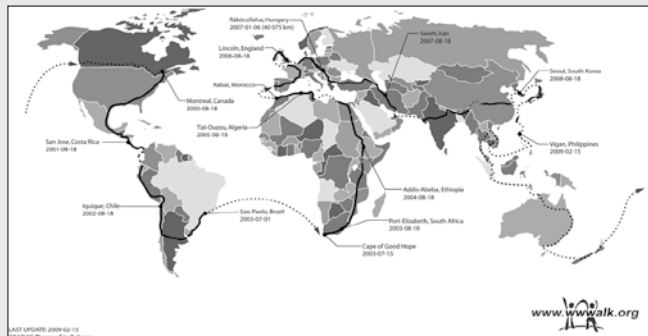 Rákóczifalva, Hungary
2007-01-06 (40 075 km)
Sareh, Iran
2007-08-18
Lincoln, England
2006-08-18
Seoul, South Korea
2008-08-18
Rabat, Morocco
Montreal, Canada
2000-08-18
Tizi-Ouzou, Algeria
2005-08-18
San Jose, Costa Rica
2001-08-18
Vigan, Philippines
2009-02-15
Addis-Abeba, Ethiopia
2004-08-18
Iquique, Chile
2002-08-18
Sao Paolo, Brazil
2003-07-01
Port-Elizabeth, South Africa
2003-08-18
Cape of Good Hope
2003-07-15
www.wwwalk.org
LAST UPDATE: 2009-02-15